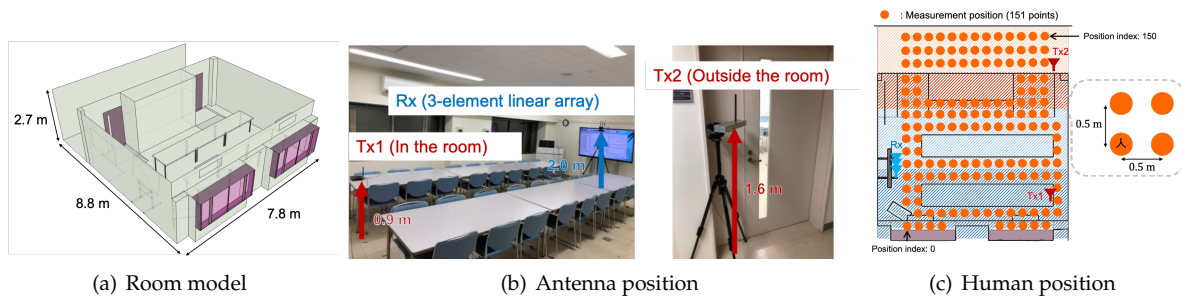 2.7 m
8.8 m
7.8 m
(a) Room model
Rx (3-element linear array)
Tx1 (In the room)
2.0 m
0.9 m
Tx2 (Outside the room)
1.6 m
(b) Antenna position
: Measurement position (151 points)
Position index: 150
Tx2
Rx
Tx1
0.5 m
人
0.5 m
Position index: 0
(c) Human position